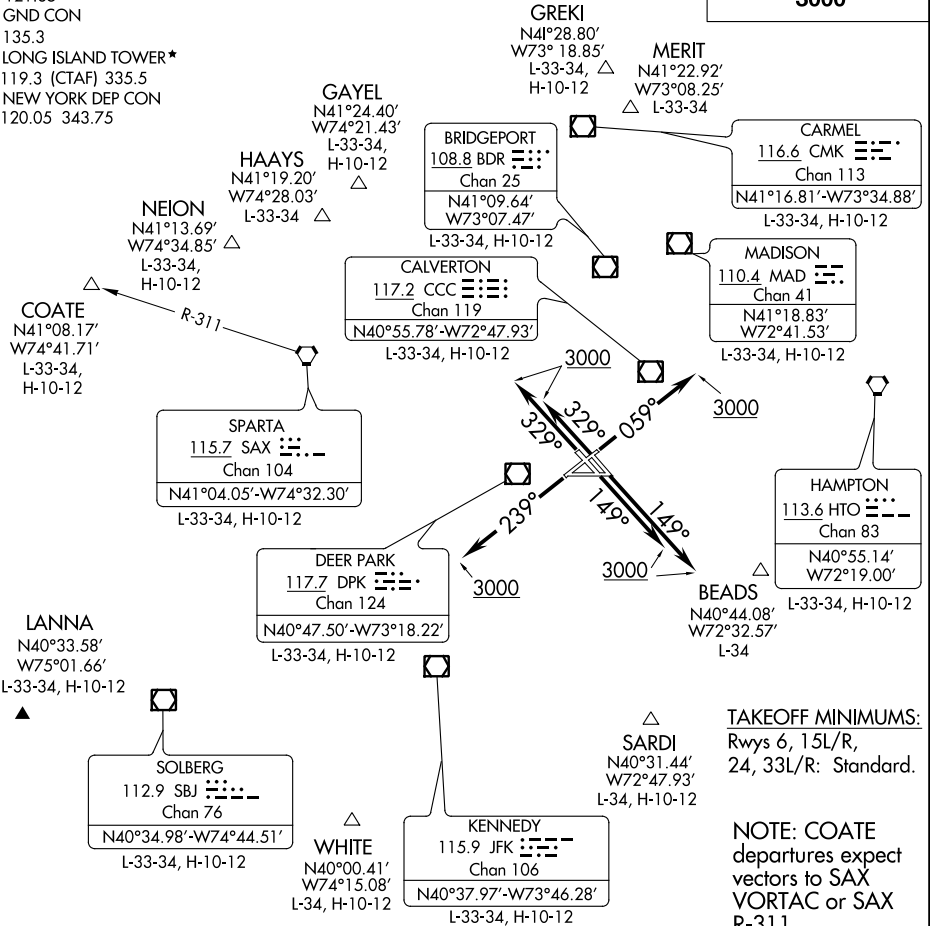 GND CON
135.3
LONG ISLAND TOWER★
119.3 (CTAF) 335.5
NEW YORK DEP CON
120.05 343.75
3000
GREKI
N41°28.80′
W73° 18.85′
L-33-34,
H-10-12
MERIT
N41°22.92′
W73°08.25′
L-33-34
GAYEL
N41°24.40′
W74°21.43′
L-33-34,
H-10-12
HAAYS
N41°19.20′
W74°28.03′
L-33-34
NEION
N41°13.69′
W74°34.85′
L-33-34,
H-10-12
COATE
N41°08.17′
W74°41.71′
L-33-34,
H-10-12
R-311
BRIDGEPORT
108.8 BDR
Chan 25
N41°09.64′
W73°07.47′
L-33-34, H-10-12
CARMEL
116.6 CMK
Chan 113
N41°16.81′-W73°34.88′
L-33-34, H-10-12
CALVERTON
117.2 CCC
Chan 119
N40°55.78′-W72°47.93′
L-33-34, H-10-12
MADISON
110.4 MAD
Chan 41
N41°18.83′
W72°41.53′
L-33-34, H-10-12
SPARTA
115.7 SAX
Chan 104
N41°04.05′-W74°32.30′
L-33-34, H-10-12
3000
3000
329°
329°
059°
239°
149°
149°
3000
3000
HAMPTON
113.6 HTO
Chan 83
N40°55.14′
W72°19.00′
L-33-34, H-10-12
DEER PARK
117.7 DPK
Chan 124
N40°47.50′-W73°18.22′
L-33-34, H-10-12
BEADS
N40°44.08′
W72°32.57′
L-34
LANNA
N40°33.58′
W75°01.66′
L-33-34, H-10-12
SOLBERG
112.9 SBJ
Chan 76
N40°34.98′-W74°44.51′
L-33-34, H-10-12
WHITE
N40°00.41′
W74°15.08′
L-34, H-10-12
KENNEDY
115.9 JFK
Chan 106
N40°37.97′-W73°46.28′
L-33-34, H-10-12
SARDI
N40°31.44′
W72°47.93′
L-34, H-10-12
TAKEOFF MINIMUMS:
Rwys 6, 15L/R,
24, 33L/R: Standard.
NOTE: COATE
departures expect
vectors to SAX
VORTAC or SAX
R-311